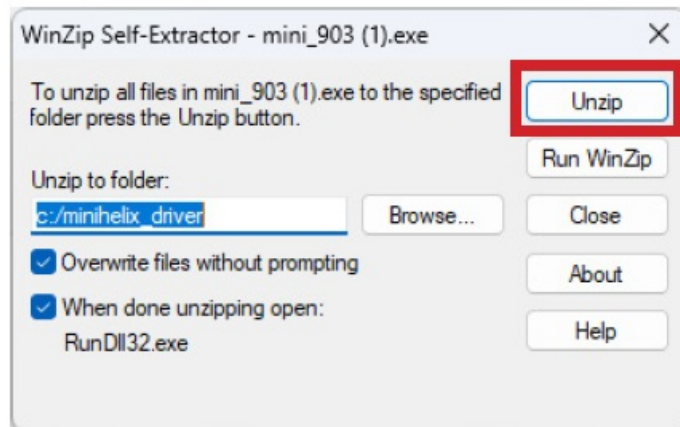 WinZip Self-Extractor - mini_903 (1).exe
To unzip all files in mini_903 (1).exe to the specified
folder press the Unzip button.
Unzip
Run WinZip
Unzip to folder:
c:/minihelix_driver
Browse...
Close
Overwrite files without prompting
About
When done unzipping open:
RunDll32.exe
Help